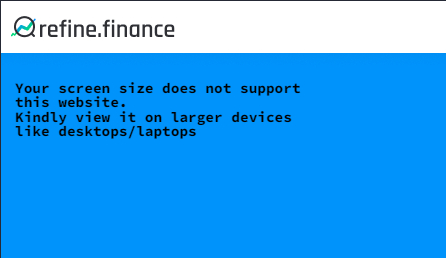 refine.finance
Your screen size does not support
this website.
Kindly view it on larger devices
like desktops/laptops